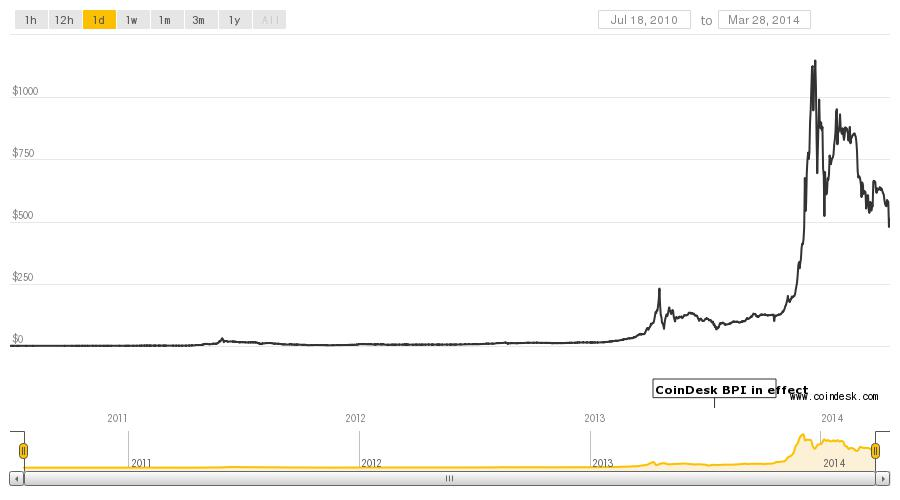 1h 12h 1d 1w 1m 3m 1y All Jul 18, 2010 to Mar 28, 2014
$1000
$750
$500
$250
$0
CoinDesk BPI in effect
www.coindesk.com
2011 2012 2013 2014
2011 2012 2013 2014